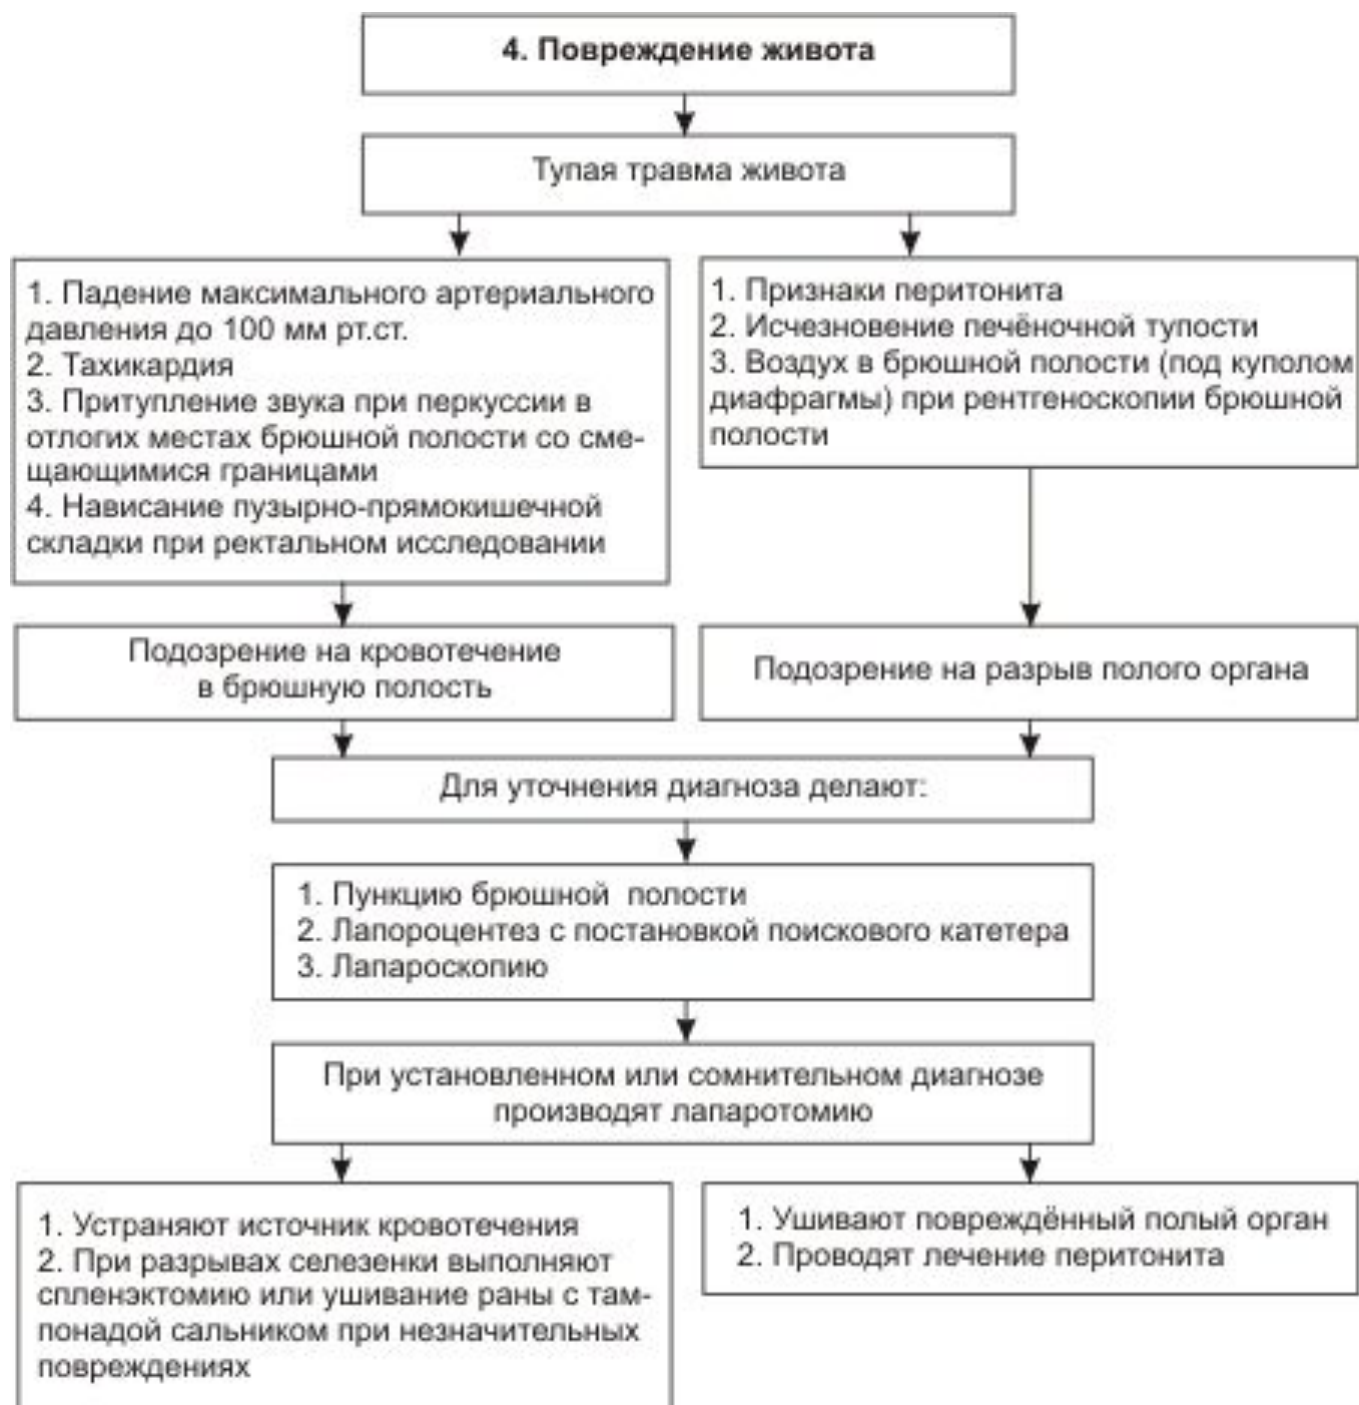 4. Повреждение живота
Тупая травма живота
1. Падение максимального артериального
давления до 100 мм рт.ст.
2. Тахикардия
3. Притупление звука при перкуссии в
отлогих местах брюшной полости со сме-
щающимися границами
4. Нависание пузырно-прямокишечной
складки при ректальном исследовании
1. Признаки перитонита
2. Исчезновение печёночной тупости
3. Воздух в брюшной полости (под куполом
диафрагмы) при рентгеноскопии брюшной
полости
Подозрение на кровотечение
в брюшную полость
Подозрение на разрыв полого органа
Для уточнения диагноза делают:
1. Пункцию брюшной полости
2. Лапороцентез с постановкой поискового катетера
3. Лапароскопию
При установленном или сомнительном диагнозе
производят лапаротомию
1. Устраняют источник кровотечения
2. При разрывах селезенки выполняют
спленэктомию или ушивание раны с там-
понадой сальником при незначительных
повреждениях
1. Ушивают повреждённый полый орган
2. Проводят лечение перитонита